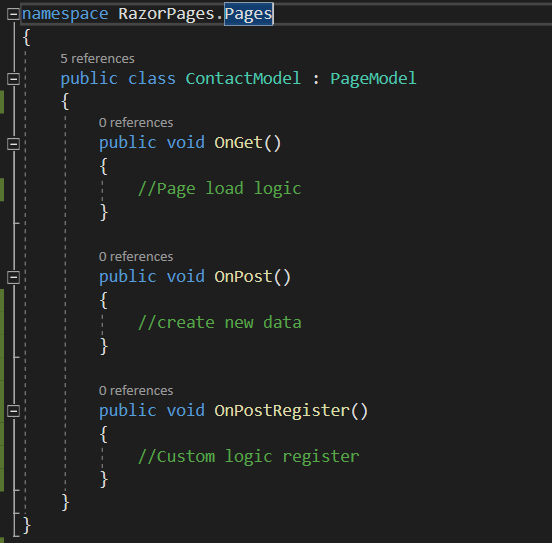 namespace RazorPages.Pages
{
5 references
public class ContactModel : PageModel
{
0 references
public void OnGet()
{
//Page load logic
}
0 references
public void OnPost()
{
//create new data
}
0 references
public void OnPostRegister()
{
//Custom logic register
}
}
}